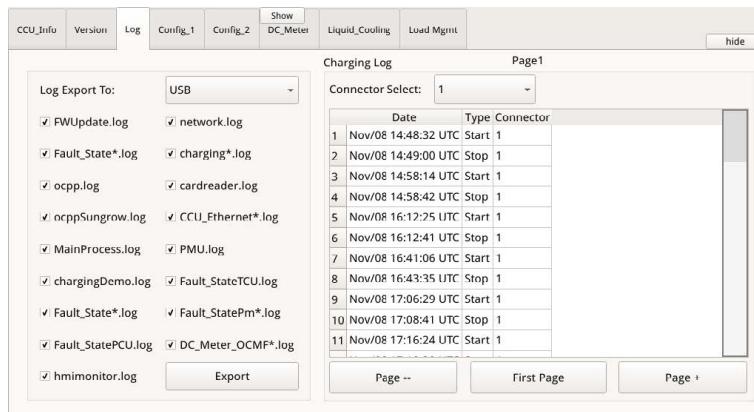 Show
CCU_Info Version Log Config_1 Config_2 DC_Meter Liquid_Cooling Load Mgmt
hide
Log Export To: USB
FWUpdate.log network.log
Fault_State*.log charging*.log
ocpp.log cardreader.log
ocppSungrow.log CCU_Ethernet*.log
MainProcess.log PMU.log
chargingDemo.log Fault_StateTCU.log
Fault_State*.log Fault_StatePm*.log
Fault_StatePCU.log DC_Meter_OCMF*.log
hmimonitor.log Export
Charging Log Page1
Connector Select: 1
Date Type Connector
1 Nov/08 14:48:32 UTC Start 1
2 Nov/08 14:49:00 UTC Stop 1
3 Nov/08 14:58:14 UTC Start 1
4 Nov/08 14:58:42 UTC Stop 1
5 Nov/08 16:12:25 UTC Start 1
6 Nov/08 16:12:41 UTC Stop 1
7 Nov/08 16:41:06 UTC Start 1
8 Nov/08 16:43:35 UTC Stop 1
9 Nov/08 17:06:29 UTC Start 1
10 Nov/08 17:08:41 UTC Stop 1
11 Nov/08 17:16:24 UTC Start 1
Page -- First Page Page +